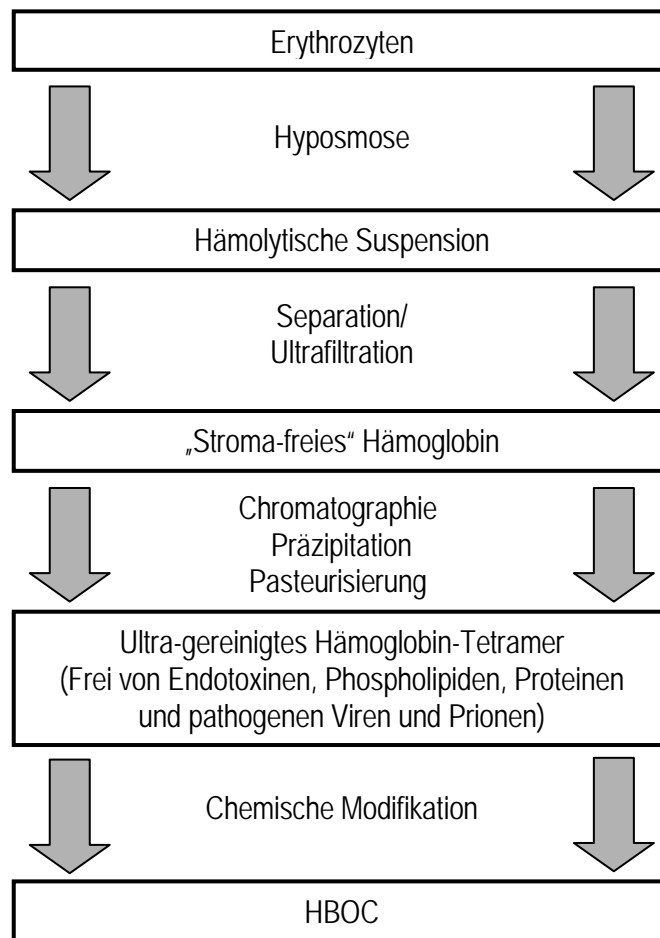 Erythrozyten
Hyposmose
Hämolytische Suspension
Separation/
Ultrafiltration
„Stroma-freies“ Hämoglobin
Chromatographie
Präzipitation
Pasteurisierung
Ultra-gereinigtes Hämoglobin-Tetramer
(Frei von Endotoxinen, Phospholipiden, Proteinen
und pathogenen Viren und Prionen)
Chemische Modifikation
HBOC